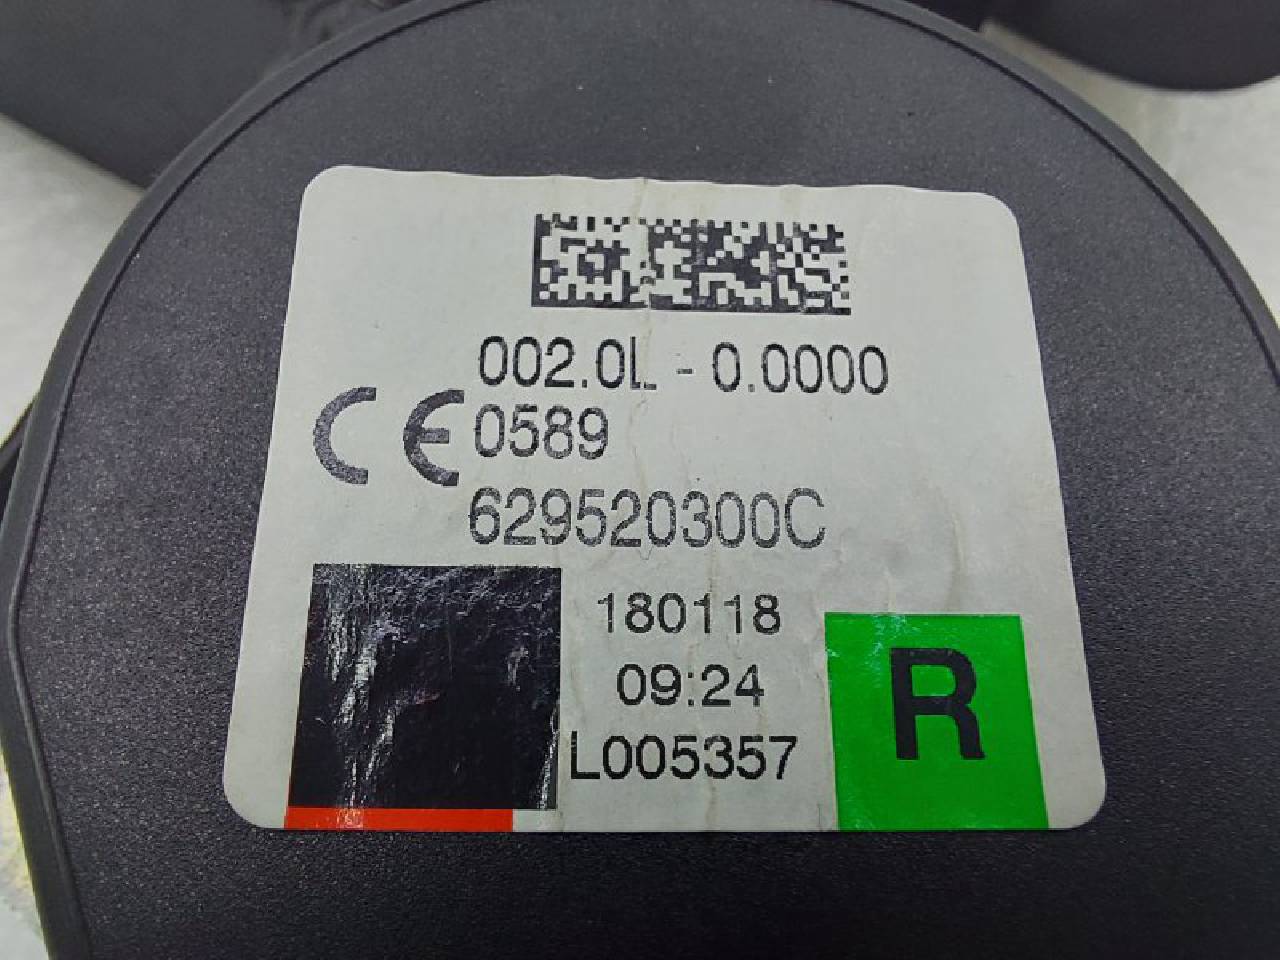 002.0L - 0.0000
CE 0589
629520300C
180118
09:24
L005357
R